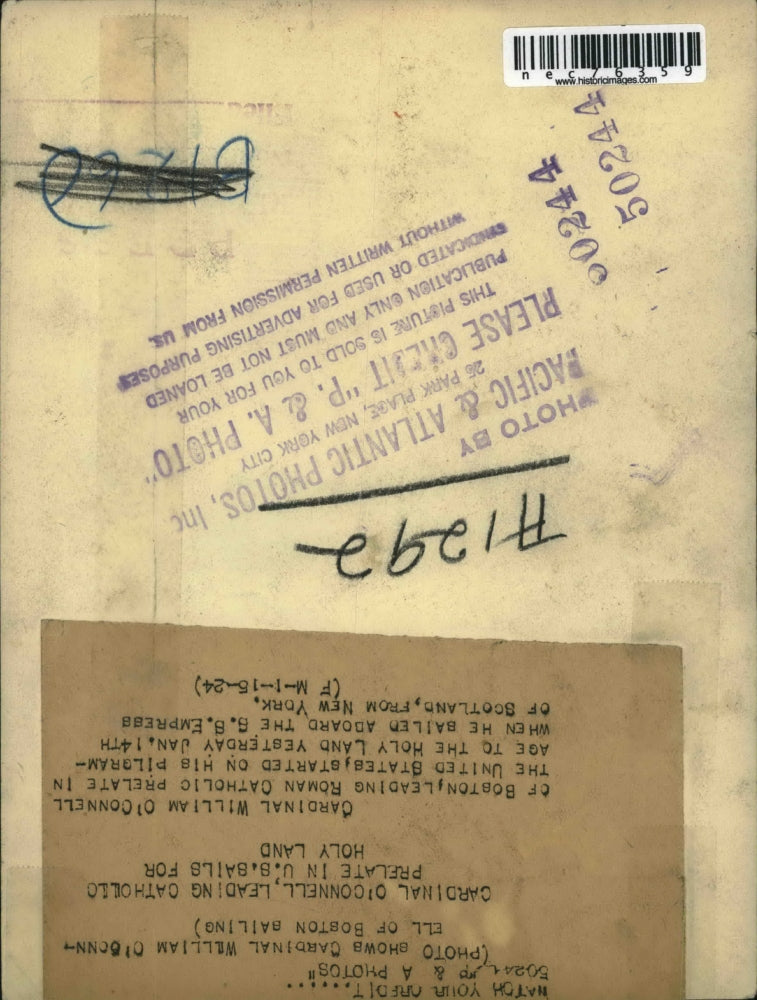 nec76359
www.historicimages.com
50244
50244
B1262
#1292
PHOTO BY
PACIFIC & ATLANTIC PHOTOS, Inc
25 PARK PLACE, NEW YORK CITY
PLEASE CREDIT "P. & A. PHOTO"
THIS PICTURE IS SOLD TO YOU FOR YOUR
PUBLICATION ONLY AND MUST NOT BE LOANED
SYNDICATED OR USED FOR ADVERTISING PURPOSES
WITHOUT WRITTEN PERMISSION FROM US.
WATCH YOUR CREDIT......
50244 "P & A PHOTOS"
(PHOTO SHOWS CARDINAL WILLIAM O'CONN-
ELL OF BOSTON SAILING)
CARDINAL O'CONNELL, LEADING CATHOLIC
PRELATE IN U.S. SAILS FOR
HOLY LAND
CARDINAL WILLIAM O'CONNELL
OF BOSTON, LEADING ROMAN CATHOLIC PRELATE IN
THE UNITED STATES, STARTED ON HIS PILGRAM-
AGE TO THE HOLY LAND YESTERDAY JAN. 14TH
WHEN HE SAILED ABOARD THE S.S. EMPRESS
OF SCOTLAND, FROM NEW YORK.
(F M-1-15-24)